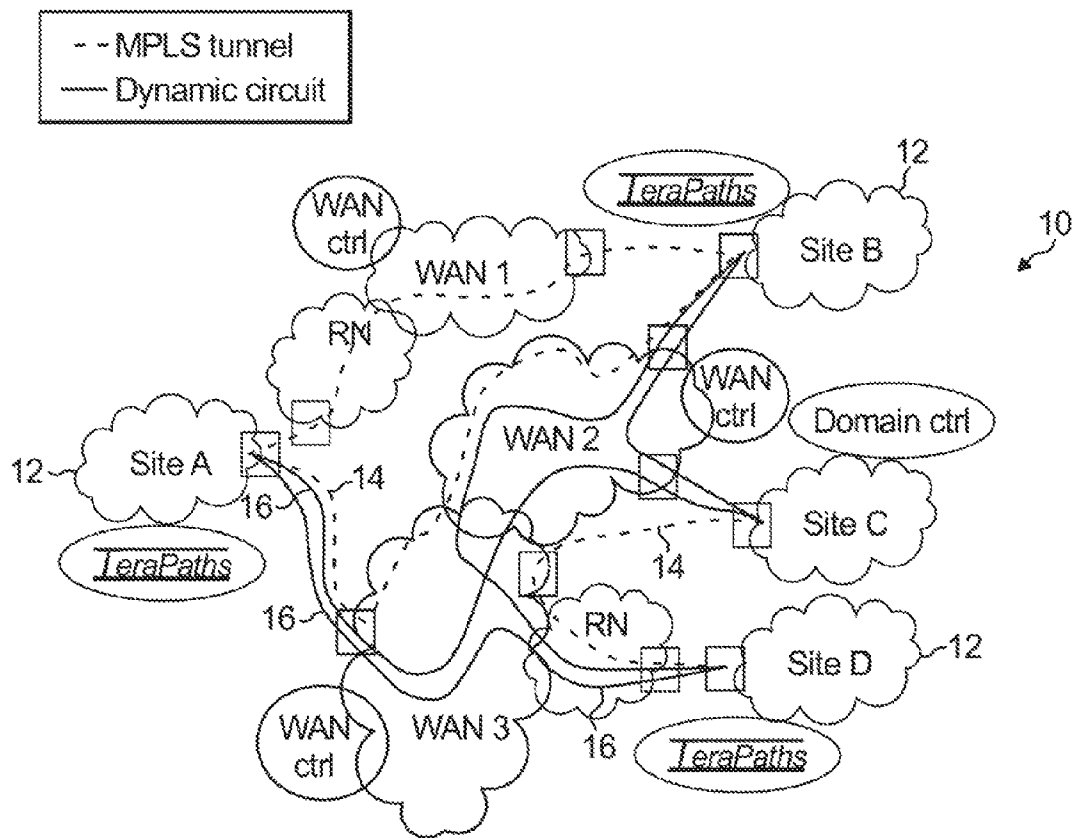 - - - MPLS tunnel
Dynamic circuit
12
TeraPaths
WAN
ctrl
10
WAN 1
Site B
RN
WAN
ctrl
Domain ctrl
WAN 2
Site A
12
14
16
Site C
14
TeraPaths
16
RN
Site D
12
WAN 3
WAN
ctrl
16
TeraPaths